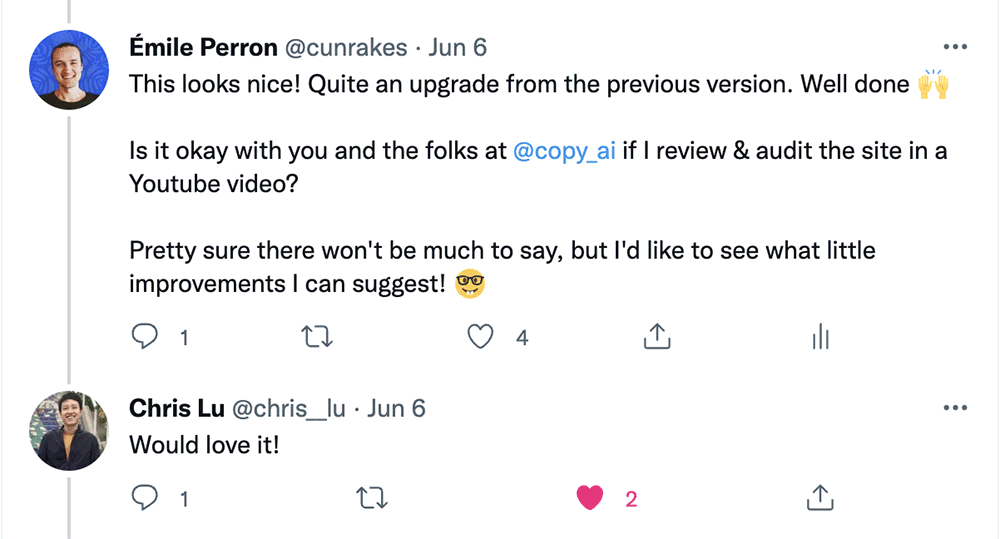 Émile Perron @cunrakes · Jun 6
This looks nice! Quite an upgrade from the previous version. Well done 🙌
Is it okay with you and the folks at @copy_ai if I review & audit the site in a
Youtube video?
Pretty sure there won't be much to say, but I'd like to see what little
improvements I can suggest! 🤓
1 4
Chris Lu @chris__lu · Jun 6
Would love it!
1 2